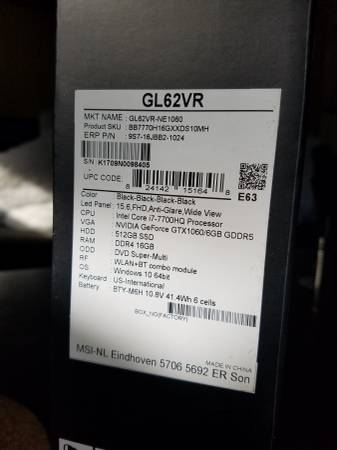 GL62VR
MKT NAME : GL62VR-NE1060
Product SKU : BB7770H16GXXDS10MH
ERP P/N : 9S7-16JBB2-1024
S/N: K1709N0098405
UPC CODE: 8 24142 15164 8
E63
Color : Black-Black-Black-Black
Led Panel : 15.6,FHD,Anti-Glare,Wide View
CPU : Intel Core i7-7700HQ Processor
VGA : NVIDIA GeForce GTX1060/6GB GDDR5
HDD : 512GB SSD
RAM : DDR4 16GB
ODD : DVD Super-Multi
RF : WLAN+BT combo module
OS : Windows 10 64bit
Keyboard : US-International
Battery : BTY-M6H 10.8V 41.4Wh 6 cells
BOX_NG(FACTORY)
MADE IN CHINA
MSI-NL Eindhoven 5706 5692 ER Son